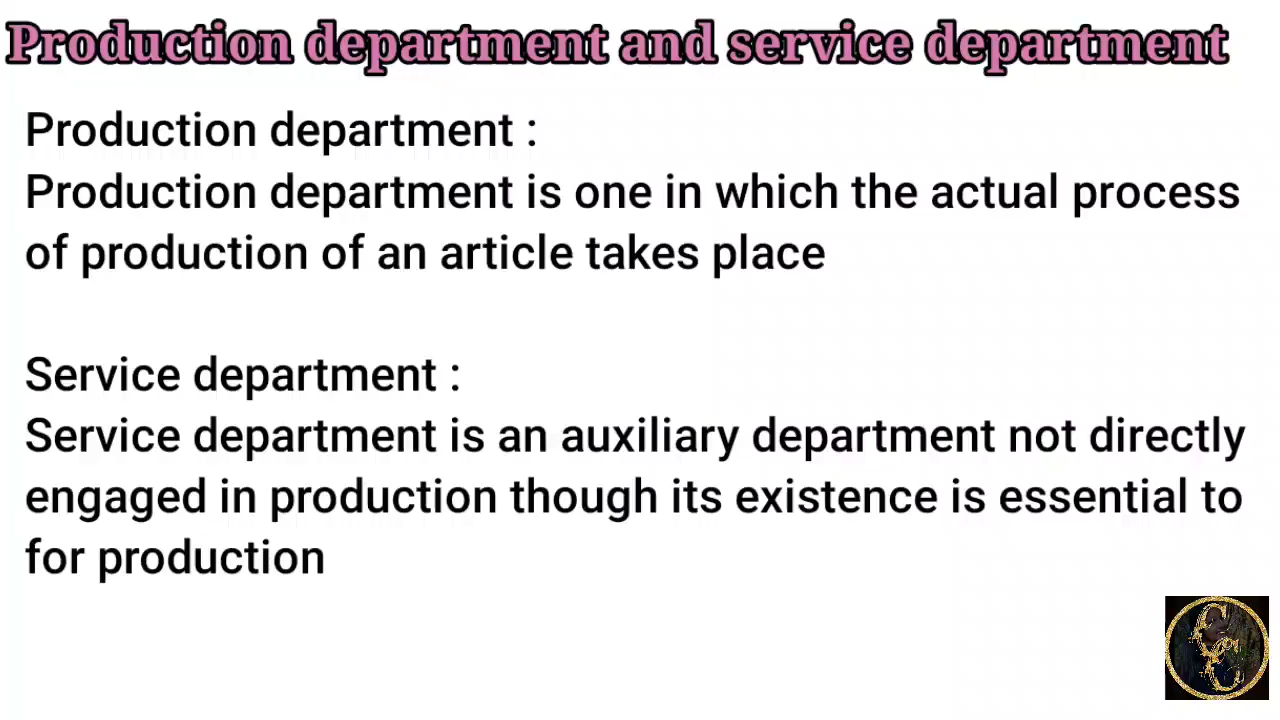 Production department and service department
Production department :
Production department is one in which the actual process
of production of an article takes place
Service department :
Service department is an auxiliary department not directly
engaged in production though its existence is essential to
for production